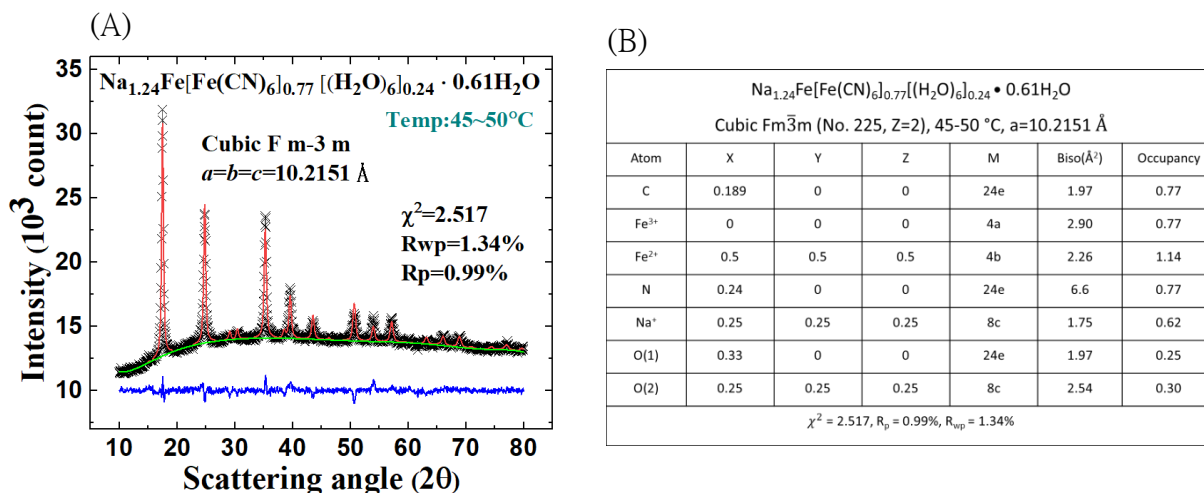 (A)
35
30
25
20
15
10
Intensity (10³ count)
Na₁.₂₄Fe[Fe(CN)₆]₀.₇₇ [(H₂O)₆]₀.₂₄ · 0.61H₂O
Temp:45~50°C
Cubic F m-3 m
a=b=c=10.2151 Å
χ²=2.517
Rwp=1.34%
Rp=0.99%
10 20 30 40 50 60 70 80
Scattering angle (2θ)
(B)
Na₁.₂₄Fe[Fe(CN)₆]₀.₇₇[(H₂O)₆]₀.₂₄ • 0.61H₂O
Cubic Fm3̅m (No. 225, Z=2), 45-50 °C, a=10.2151 Å
Atom X Y Z M Biso(Å²) Occupancy
C 0.189 0 0 24e 1.97 0.77
Fe³⁺ 0 0 0 4a 2.90 0.77
Fe²⁺ 0.5 0.5 0.5 4b 2.26 1.14
N 0.24 0 0 24e 6.6 0.77
Na⁺ 0.25 0.25 0.25 8c 1.75 0.62
O(1) 0.33 0 0 24e 1.97 0.25
O(2) 0.25 0.25 0.25 8c 2.54 0.30
χ² = 2.517, Rₚ = 0.99%, R_wp = 1.34%